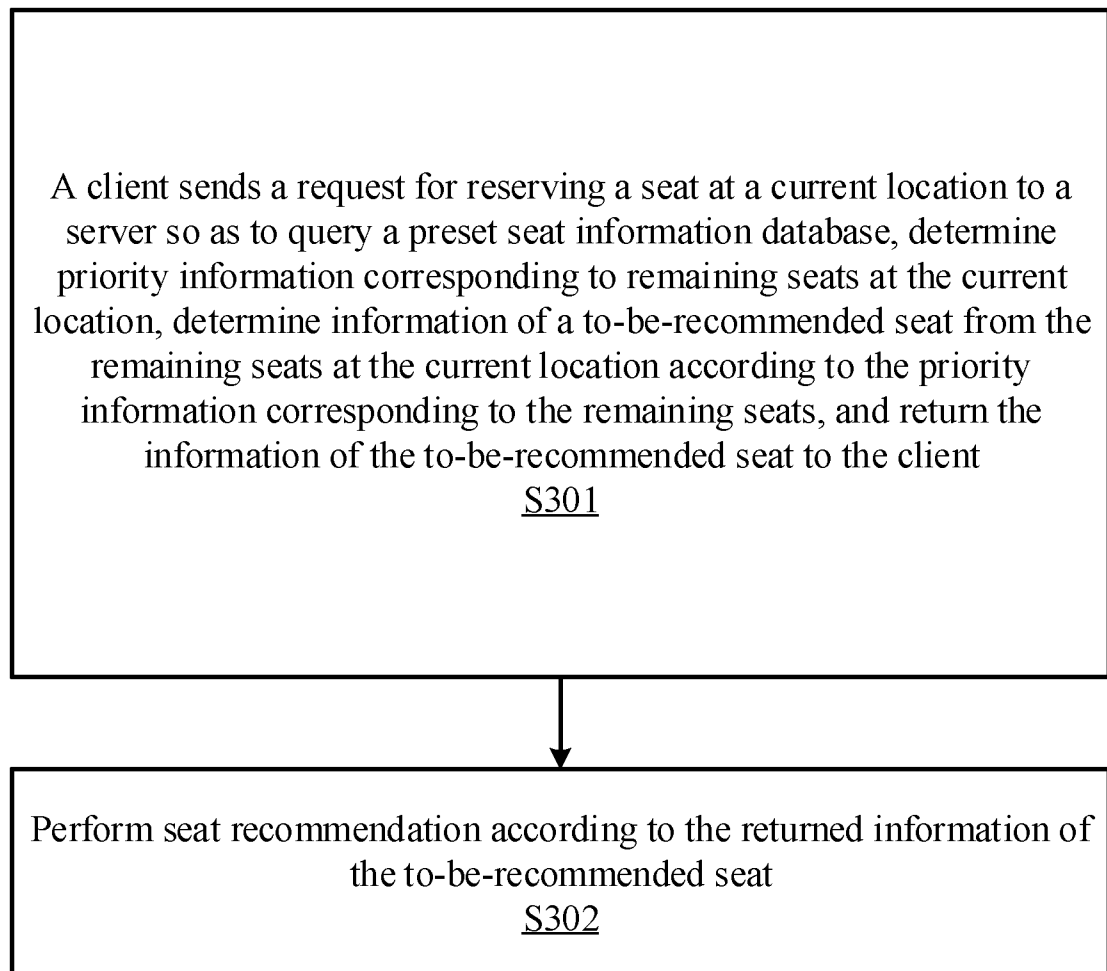 A client sends a request for reserving a seat at a current location to a
server so as to query a preset seat information database, determine
priority information corresponding to remaining seats at the current
location, determine information of a to-be-recommended seat from the
remaining seats at the current location according to the priority
information corresponding to the remaining seats, and return the
information of the to-be-recommended seat to the client
S301
Perform seat recommendation according to the returned information of
the to-be-recommended seat
S302